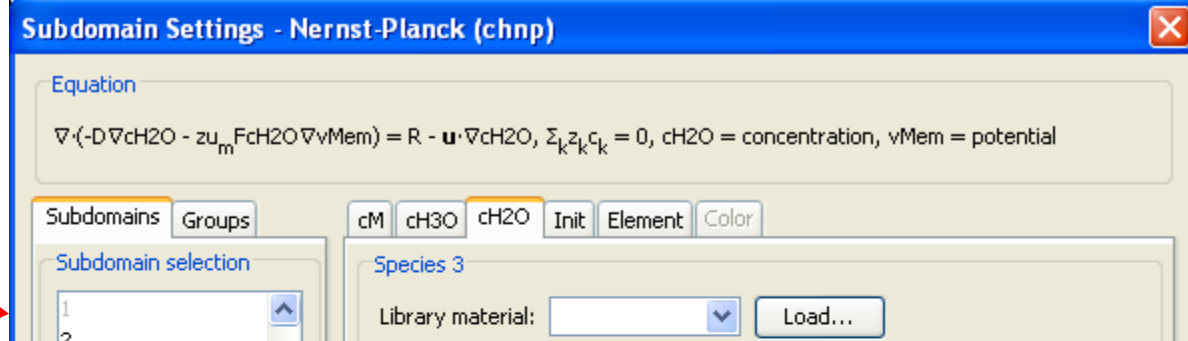 Subdomain Settings - Nernst-Planck (chnp)
Equation
∇·(-D∇cH2O - zu_mFcH2O∇vMem) = R - u·∇cH2O, Σ_kz_kc_k = 0, cH2O = concentration, vMem = potential
Subdomains Groups cM cH3O cH2O Init Element Color
Subdomain selection Species 3
1
Library material: Load...
2